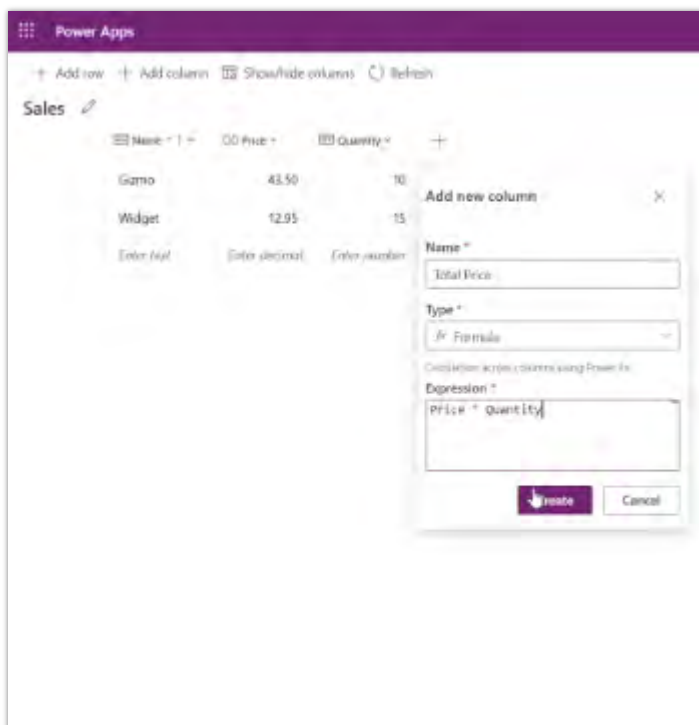 Power Apps
+ Add row + Add column Show/hide columns Refresh
Sales
Name Price Quantity +
Gizmo 43.50 10
Widget 12.95 15
Enter text Enter decimal Enter number
Add new column
Name *
Total Price
Type *
fx Formula
Calculation across columns using Power Fx.
Expression *
Price * Quantity
Create Cancel